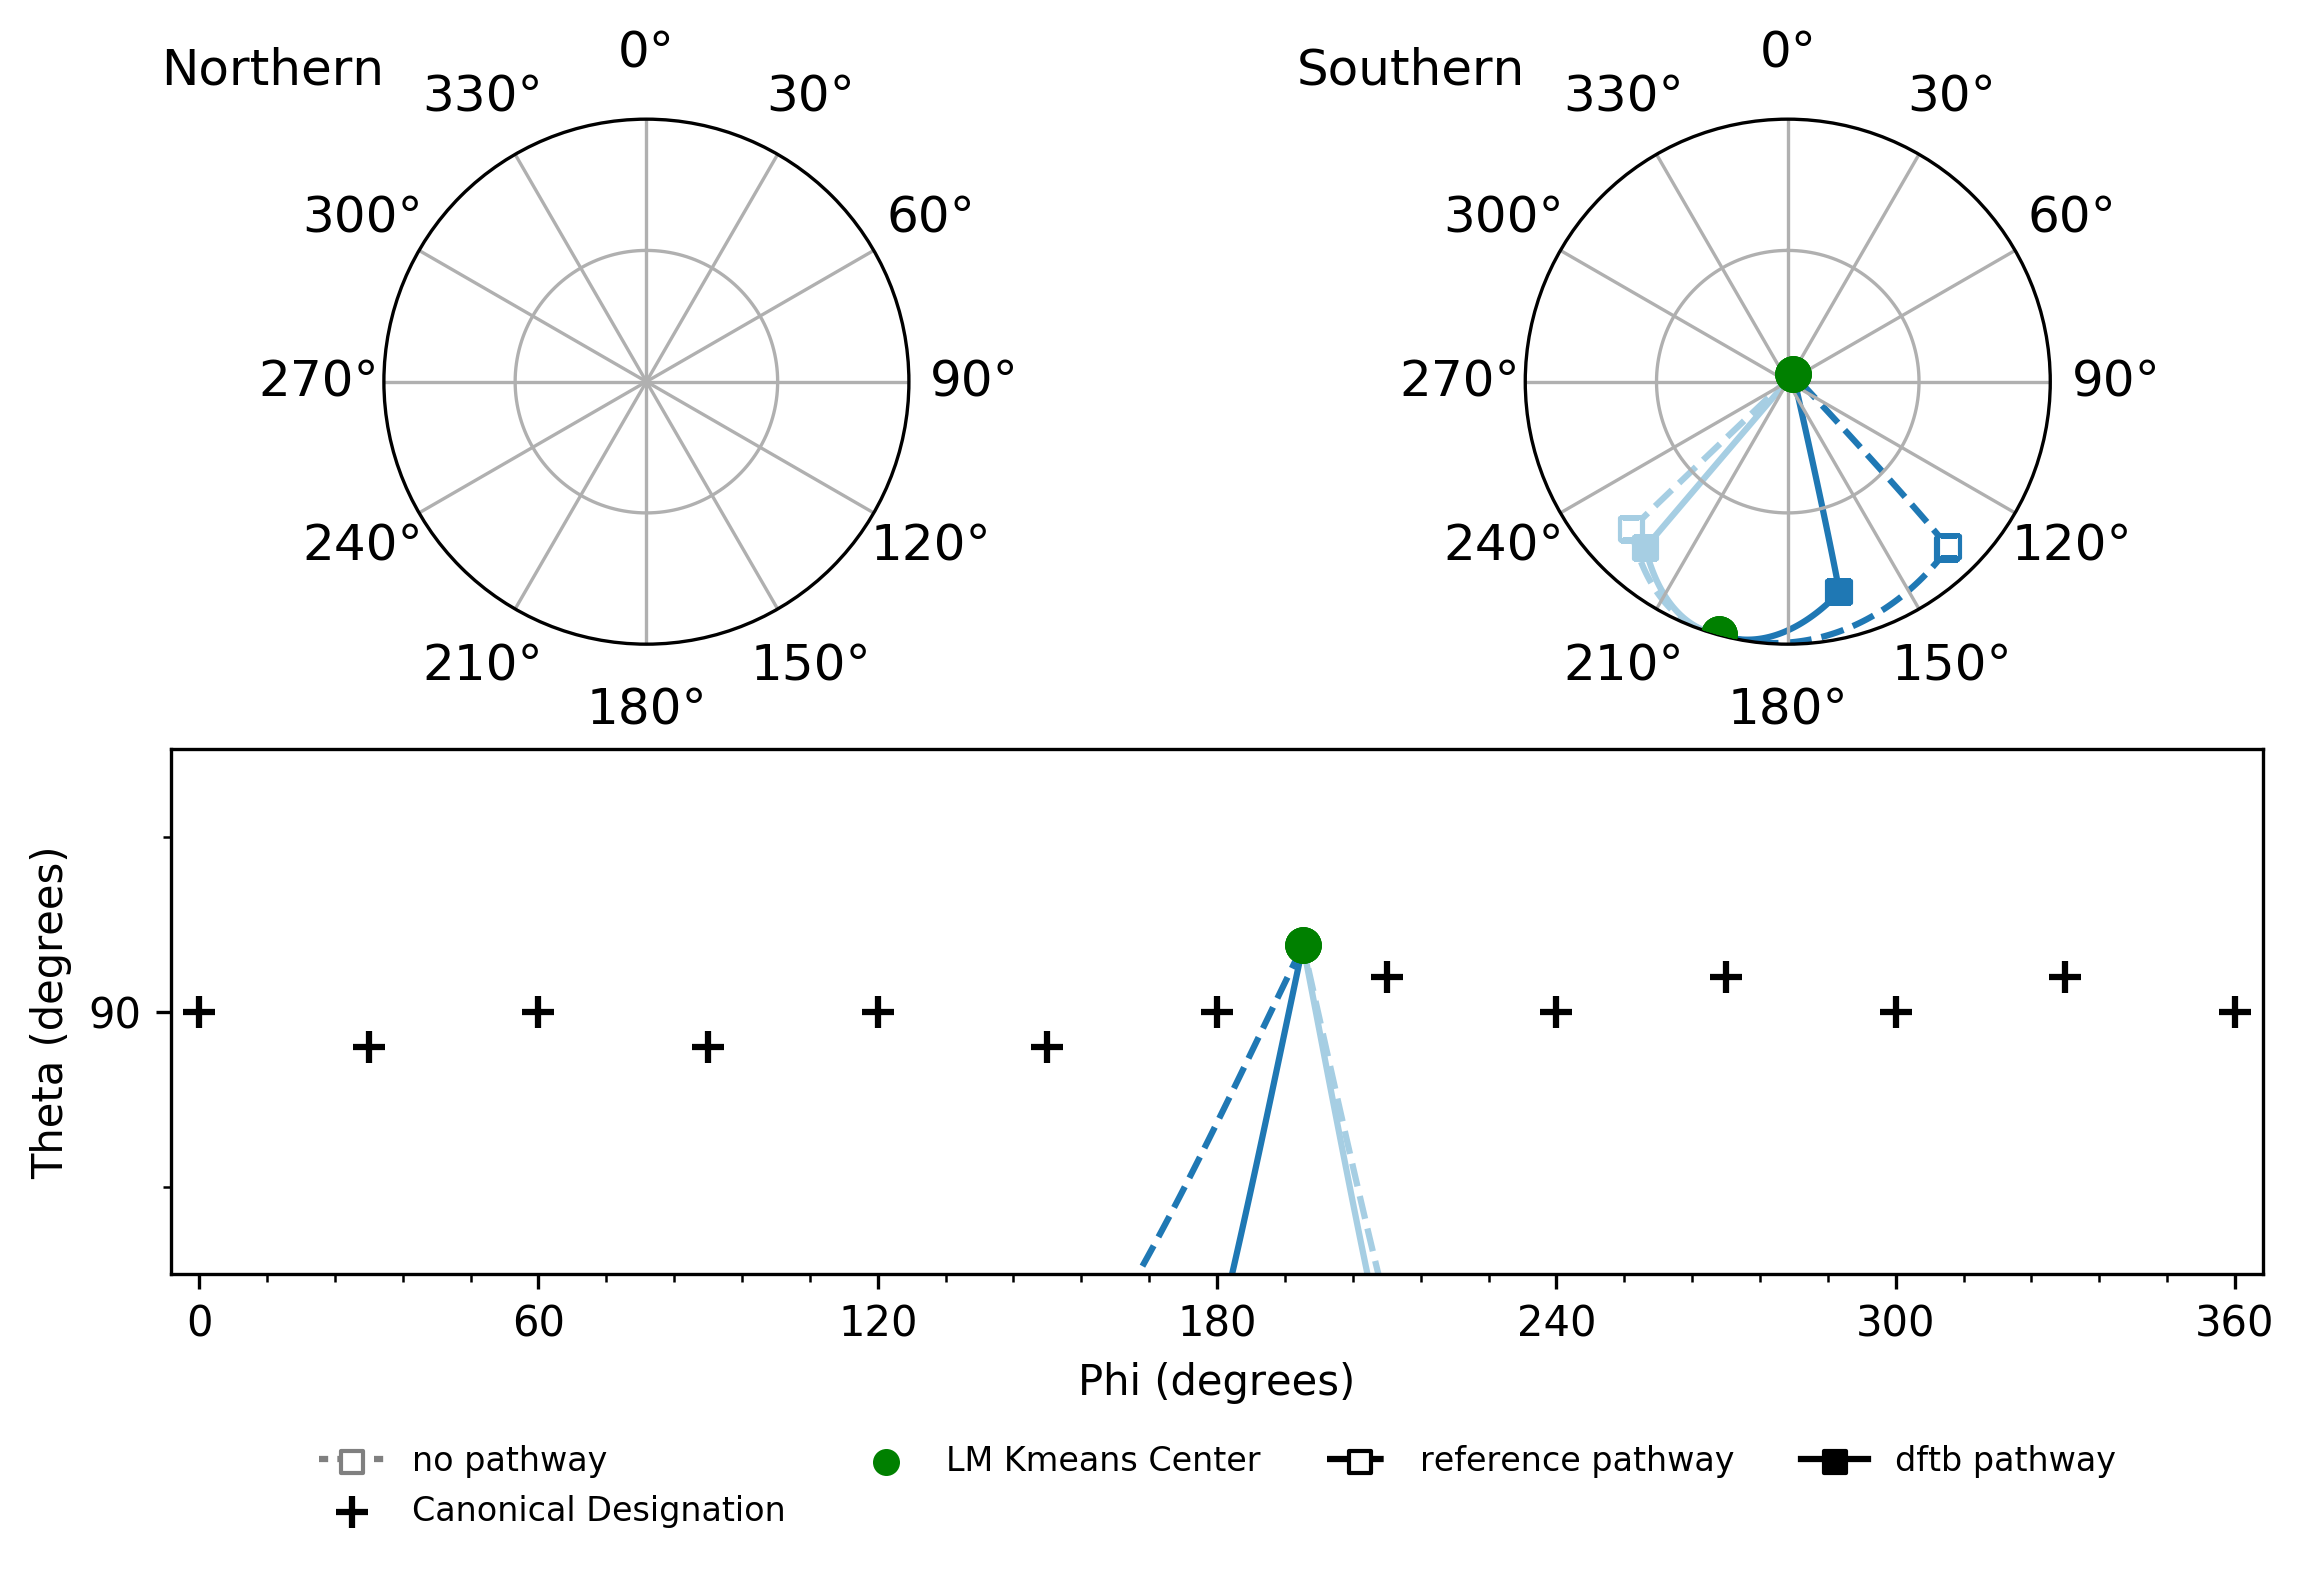 Northern
0°
330°
30°
300°
60°
270°
90°
240°
120°
210°
150°
180°
Southern
0°
330°
30°
300°
60°
270°
90°
240°
120°
210°
150°
180°
Theta (degrees)
90
0 60 120 180 240 300 360
Phi (degrees)
no pathway
Canonical Designation
LM Kmeans Center
reference pathway
dftb pathway